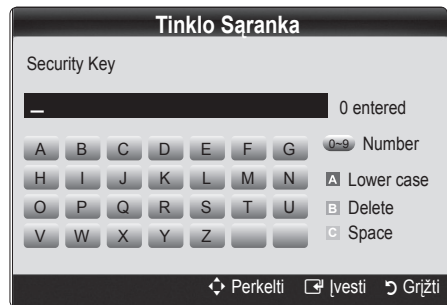 Tinklo Sąranka
Security Key
_ 0 entered
A B C D E F G 0~9 Number
H I J K L M N A Lower case
O P Q R S T U B Delete
V W X Y Z C Space
Perkelti Įvesti Grįžti